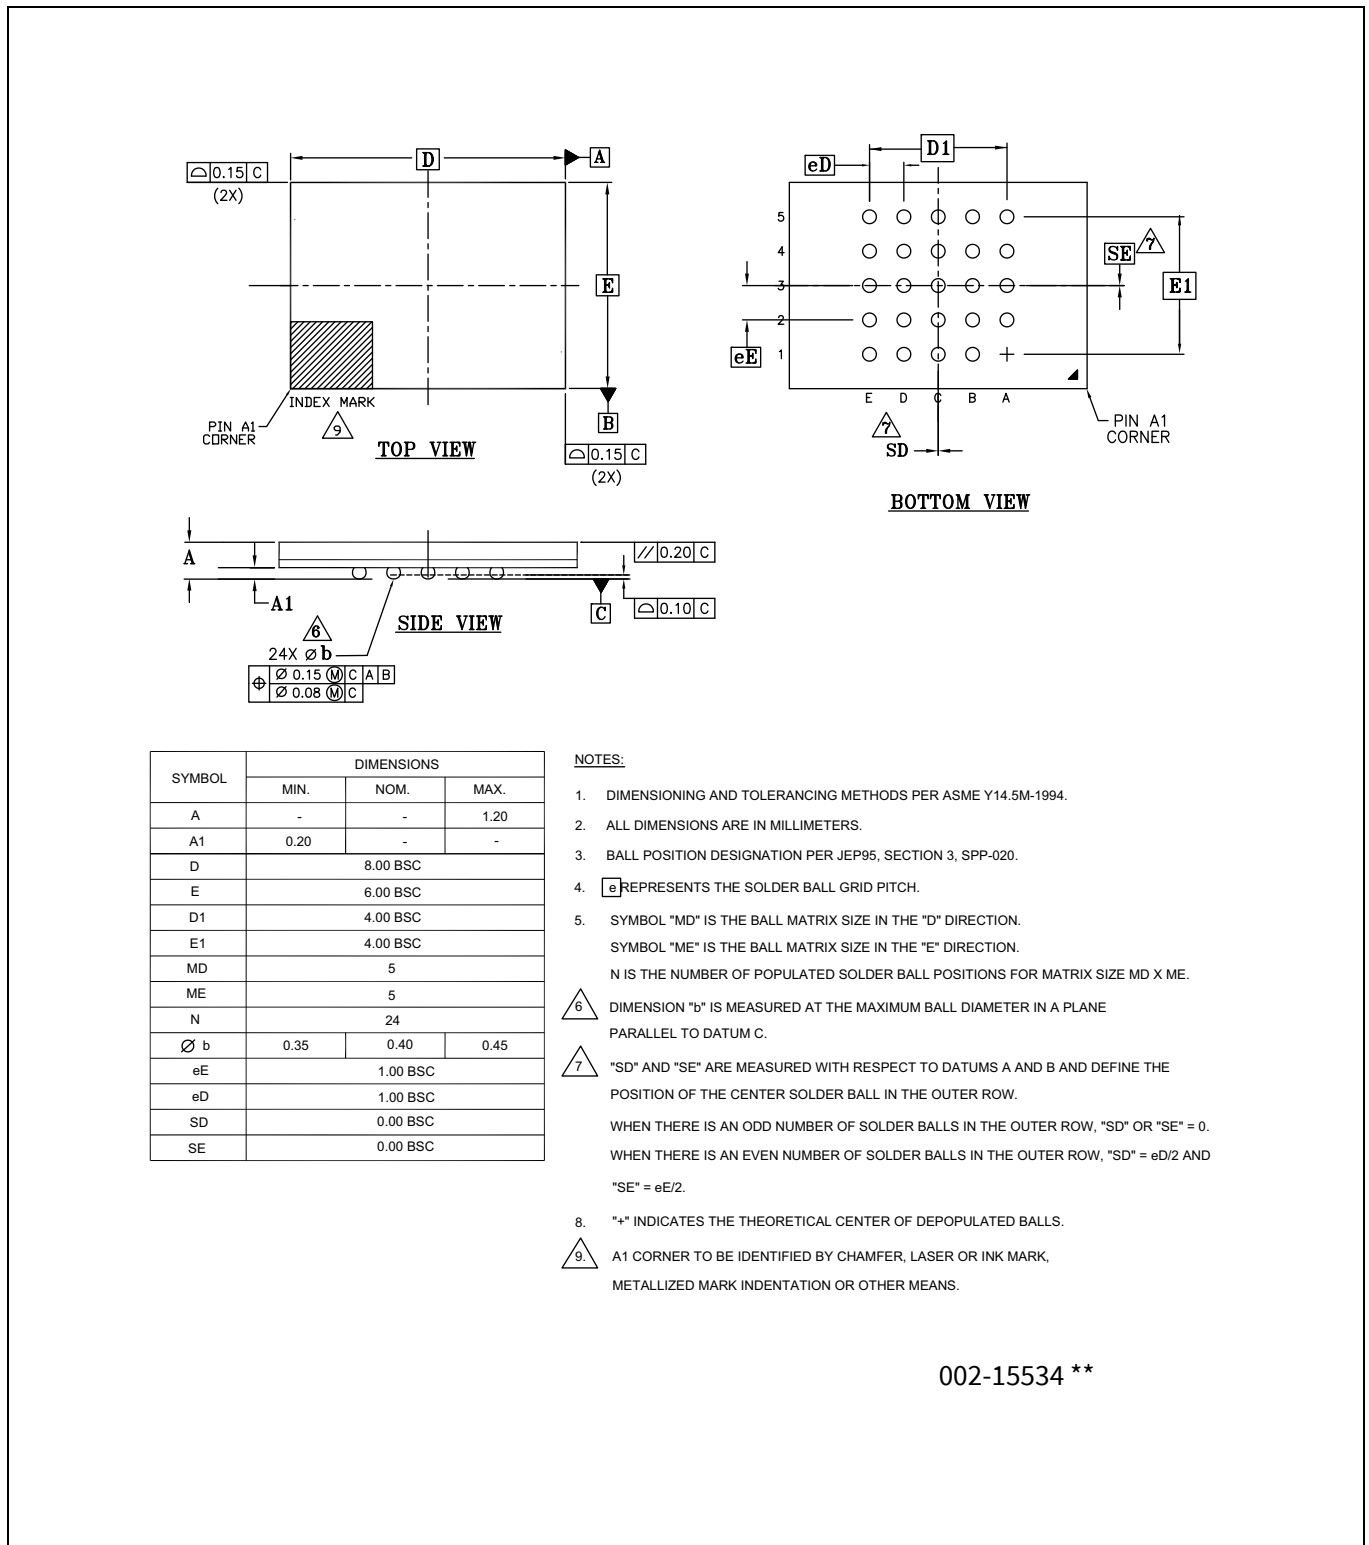 D
A
⌓ 0.15 C
(2X)
E
INDEX MARK
9
PIN A1
CORNER
TOP VIEW
B
⌓ 0.15 C
(2X)
D1
eD
5
4
3
2
1
SE
7
E1
eE
E D C B A
7
SD
PIN A1
CORNER
BOTTOM VIEW
A
A1
// 0.20 C
⌓ 0.10 C
C
SIDE VIEW
6
24X ⌀ b
⌖ ⌀ 0.15 Ⓜ C A B
⌀ 0.08 Ⓜ C
SYMBOL DIMENSIONS
MIN. NOM. MAX.
A - - 1.20
A1 0.20 - -
D 8.00 BSC
E 6.00 BSC
D1 4.00 BSC
E1 4.00 BSC
MD 5
ME 5
N 24
⌀ b 0.35 0.40 0.45
eE 1.00 BSC
eD 1.00 BSC
SD 0.00 BSC
SE 0.00 BSC
NOTES:
1. DIMENSIONING AND TOLERANCING METHODS PER ASME Y14.5M-1994.
2. ALL DIMENSIONS ARE IN MILLIMETERS.
3. BALL POSITION DESIGNATION PER JEP95, SECTION 3, SPP-020.
4. e REPRESENTS THE SOLDER BALL GRID PITCH.
5. SYMBOL "MD" IS THE BALL MATRIX SIZE IN THE "D" DIRECTION.
SYMBOL "ME" IS THE BALL MATRIX SIZE IN THE "E" DIRECTION.
N IS THE NUMBER OF POPULATED SOLDER BALL POSITIONS FOR MATRIX SIZE MD X ME.
6 DIMENSION "b" IS MEASURED AT THE MAXIMUM BALL DIAMETER IN A PLANE
PARALLEL TO DATUM C.
7 "SD" AND "SE" ARE MEASURED WITH RESPECT TO DATUMS A AND B AND DEFINE THE
POSITION OF THE CENTER SOLDER BALL IN THE OUTER ROW.
WHEN THERE IS AN ODD NUMBER OF SOLDER BALLS IN THE OUTER ROW, "SD" OR "SE" = 0.
WHEN THERE IS AN EVEN NUMBER OF SOLDER BALLS IN THE OUTER ROW, "SD" = eD/2 AND
"SE" = eE/2.
8. "+" INDICATES THE THEORETICAL CENTER OF DEPOPULATED BALLS.
9. A1 CORNER TO BE IDENTIFIED BY CHAMFER, LASER OR INK MARK,
METALLIZED MARK INDENTATION OR OTHER MEANS.
002-15534 **